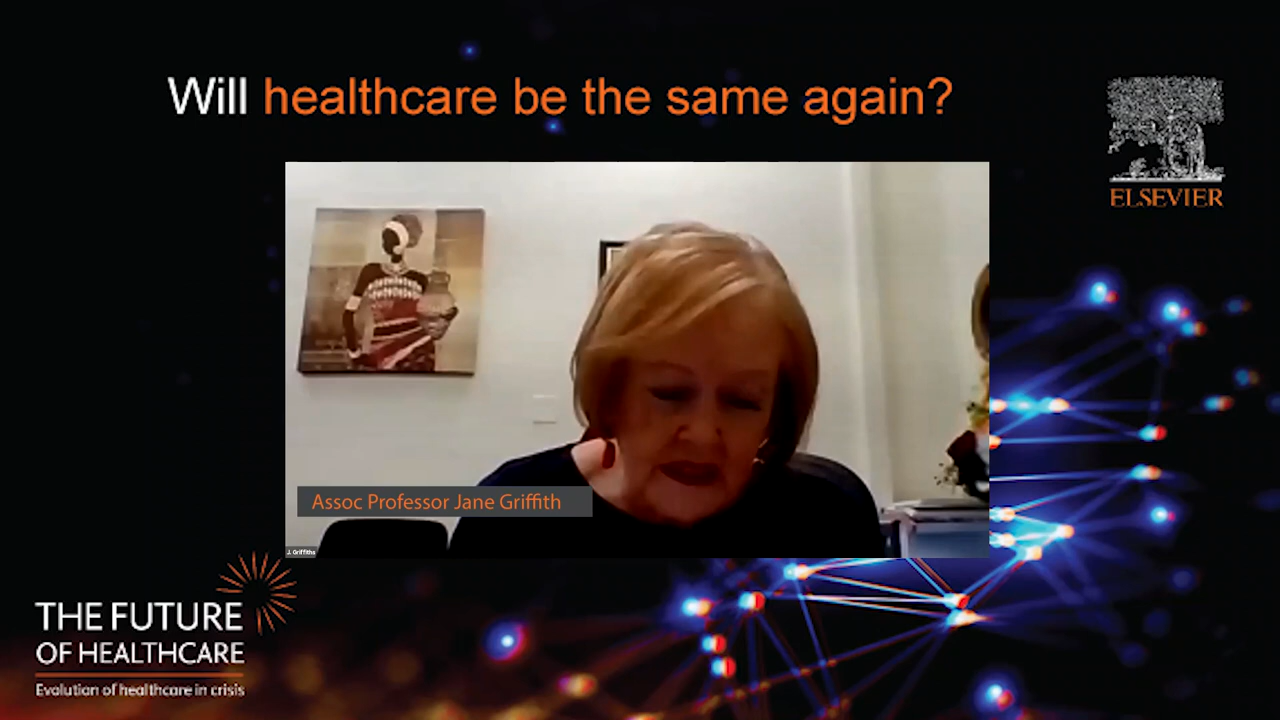 Will healthcare be the same again?
ELSEVIER
Assoc Professor Jane Griffith
J. Griffiths
THE FUTURE
OF HEALTHCARE
Evolution of healthcare in crisis